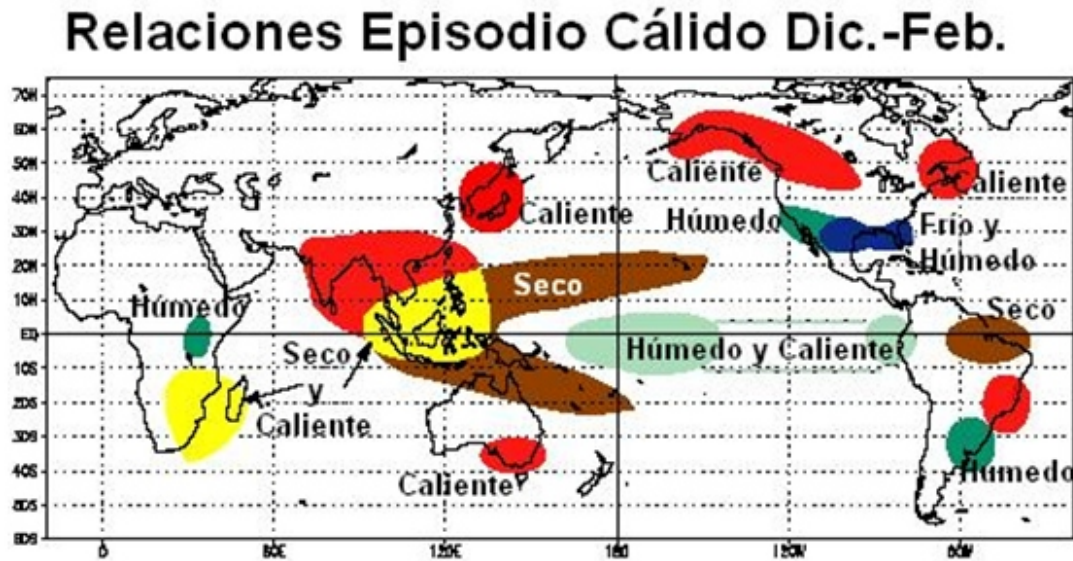 Relaciones Episodio Cálido Dic.-Feb.
70N
60N
50N
40N
30N
20N
10N
EQ
10S
20S
30S
40S
50S
60S
Caliente
Caliente
Caliente
Húmedo
Frío y
Húmedo
Seco
Húmedo
Seco
Húmedo y Caliente
Seco
y
Caliente
Caliente
Humedo
0
60E
120E
180
120W
60W